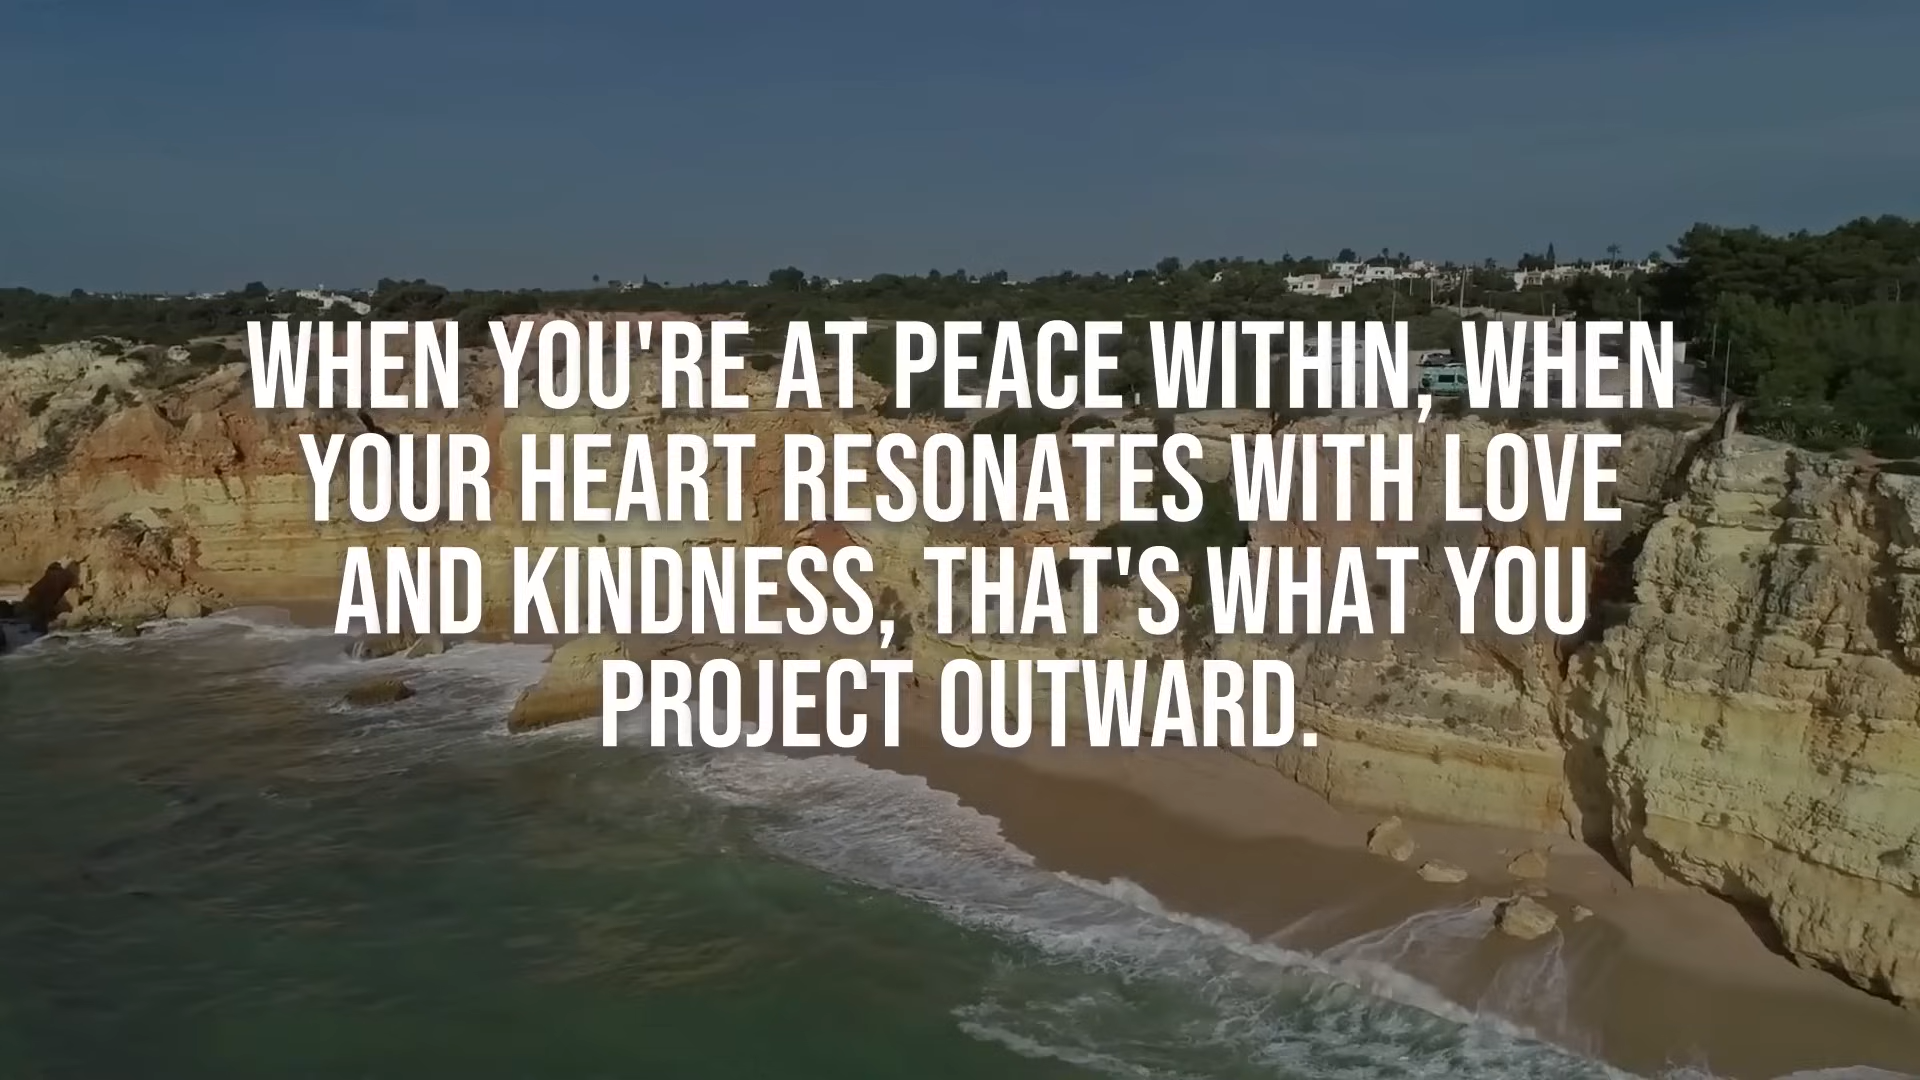 WHEN YOU'RE AT PEACE WITHIN, WHEN
YOUR HEART RESONATES WITH LOVE
AND KINDNESS, THAT'S WHAT YOU
PROJECT OUTWARD.